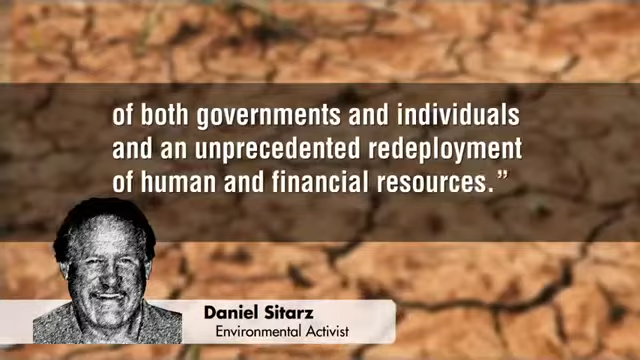 of both governments and individuals
and an unprecedented redeployment
of human and financial resources.”
Daniel Sitarz
Environmental Activist